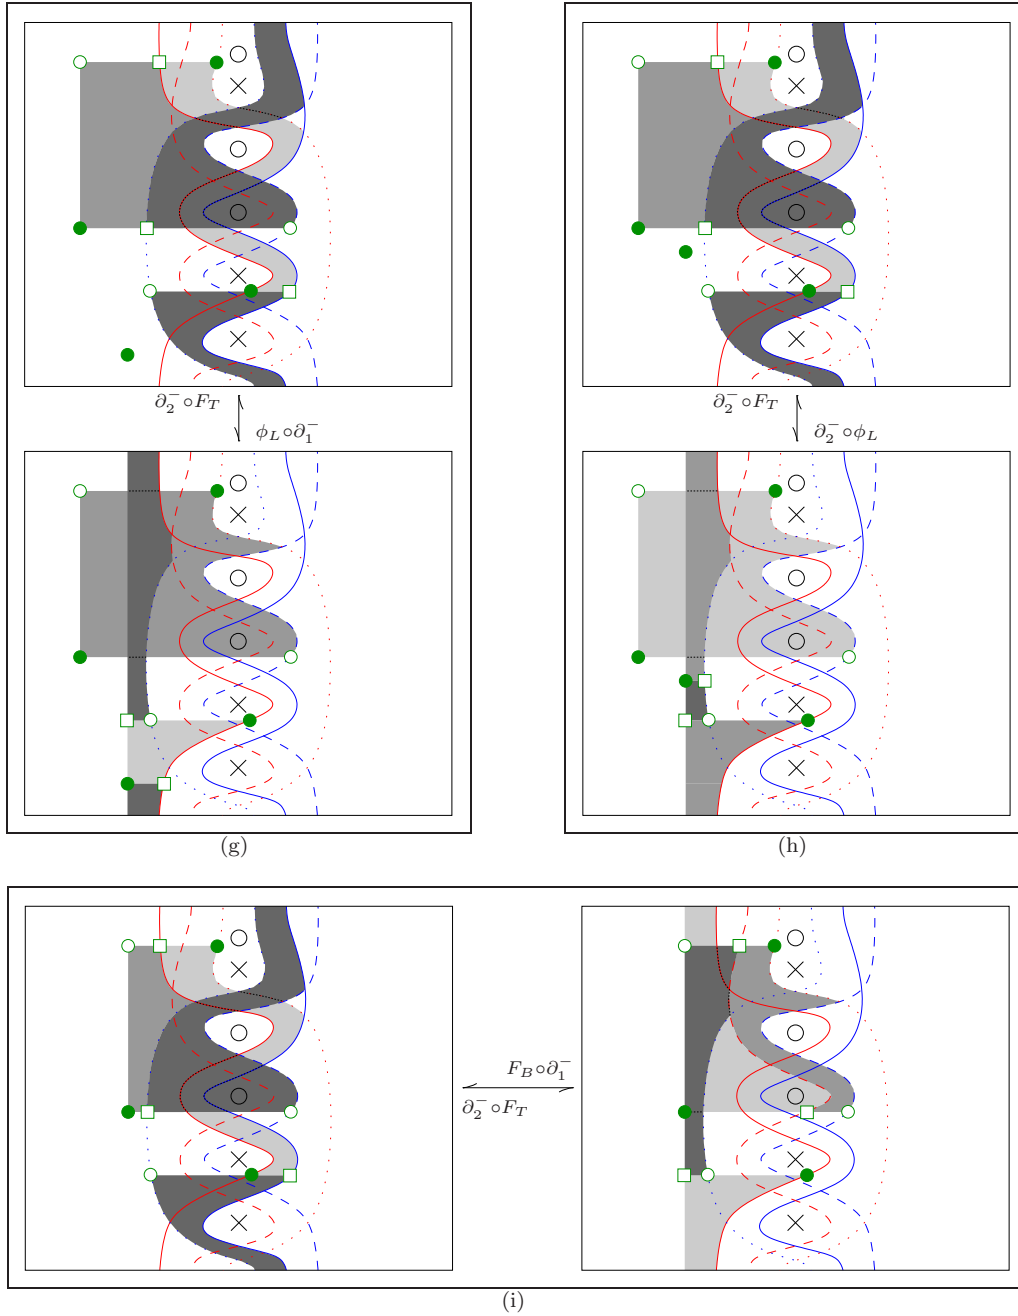 ∂₂⁻∘F_T
ϕ_L∘∂₁⁻
(g)
∂₂⁻∘F_T
∂₂⁻∘ϕ_L
(h)
F_B∘∂₁⁻
∂₂⁻∘F_T
(i)